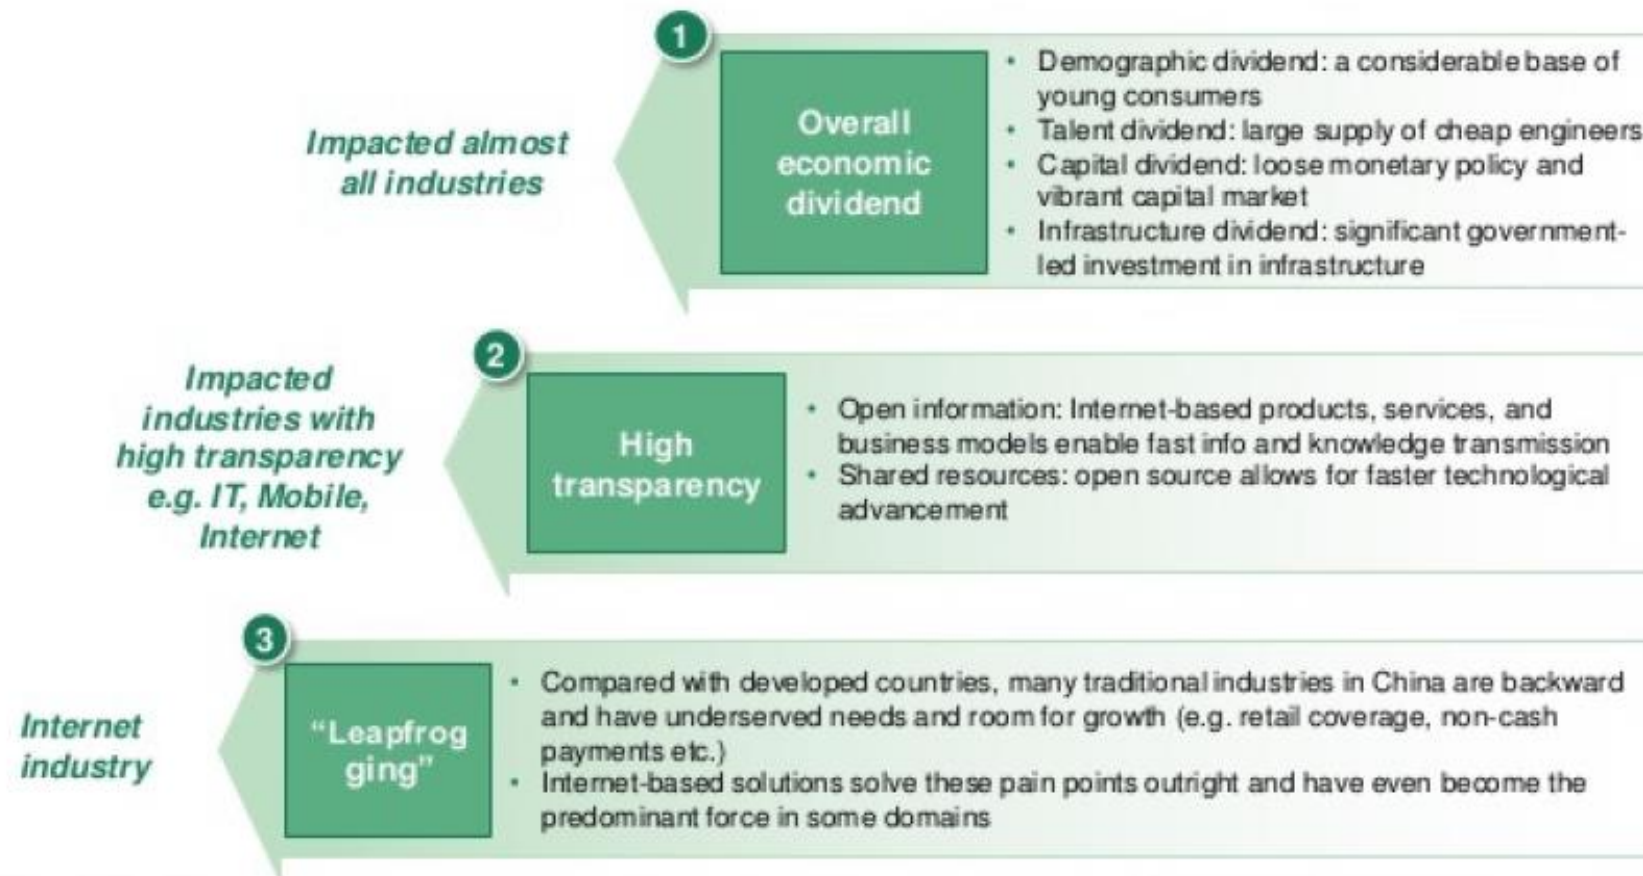 1
Impacted almost
all industries
Overall
economic
dividend
• Demographic dividend: a considerable base of
young consumers
• Talent dividend: large supply of cheap engineers
• Capital dividend: loose monetary policy and
vibrant capital market
• Infrastructure dividend: significant government-
led investment in infrastructure
2
Impacted
industries with
high transparency
e.g. IT, Mobile,
Internet
High
transparency
• Open information: Internet-based products, services, and
business models enable fast info and knowledge transmission
• Shared resources: open source allows for faster technological
advancement
3
Internet
industry
“Leapfrog
ging”
• Compared with developed countries, many traditional industries in China are backward
and have underserved needs and room for growth (e.g. retail coverage, non-cash
payments etc.)
• Internet-based solutions solve these pain points outright and have even become the
predominant force in some domains